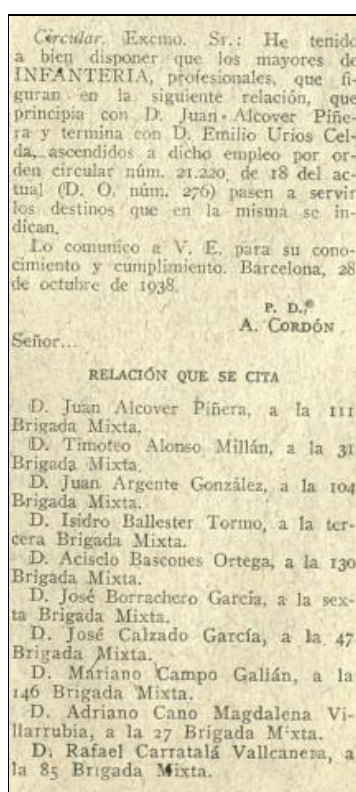 Circular. Excmo. Sr.: He tenido
a bien disponer que los mayores de
INFANTERIA, profesionales, que fi-
guran en la siguiente relación, que
principia con D. Juan Alcover Piñe-
ra y termina con D. Emilio Urios Cel-
da, ascendidos a dicho empleo por or-
den circular núm. 21.220, de 18 del ac-
tual (D. O. núm. 276) pasen a servir
los destinos que en la misma se in-
dican.
Lo comunico a V. E. para su cono-
cimiento y cumplimiento. Barcelona, 28
de octubre de 1938.
P. D.,
A. CORDÓN
Señor...
RELACIÓN QUE SE CITA
D. Juan Alcover Piñera, a la 111
Brigada Mixta.
D. Timoteo Alonso Millán, a la 31
Brigada Mixta.
D. Juan Argente González, a la 104
Brigada Mixta.
D. Isidro Ballester Tormo, a la ter-
cera Brigada Mixta.
D. Acisclo Bascones Ortega, a la 130
Brigada Mixta.
D. José Borrachero García, a la sex-
ta Brigada Mixta.
D. José Calzado García, a la 47
Brigada Mixta.
D. Mariano Campo Galián, a la
146 Brigada Mixta.
D. Adriano Cano Magdalena Vi-
llarrubia, a la 27 Brigada Mixta.
D. Rafael Carratalá Vallcanera, a
la 85 Brigada Mixta.